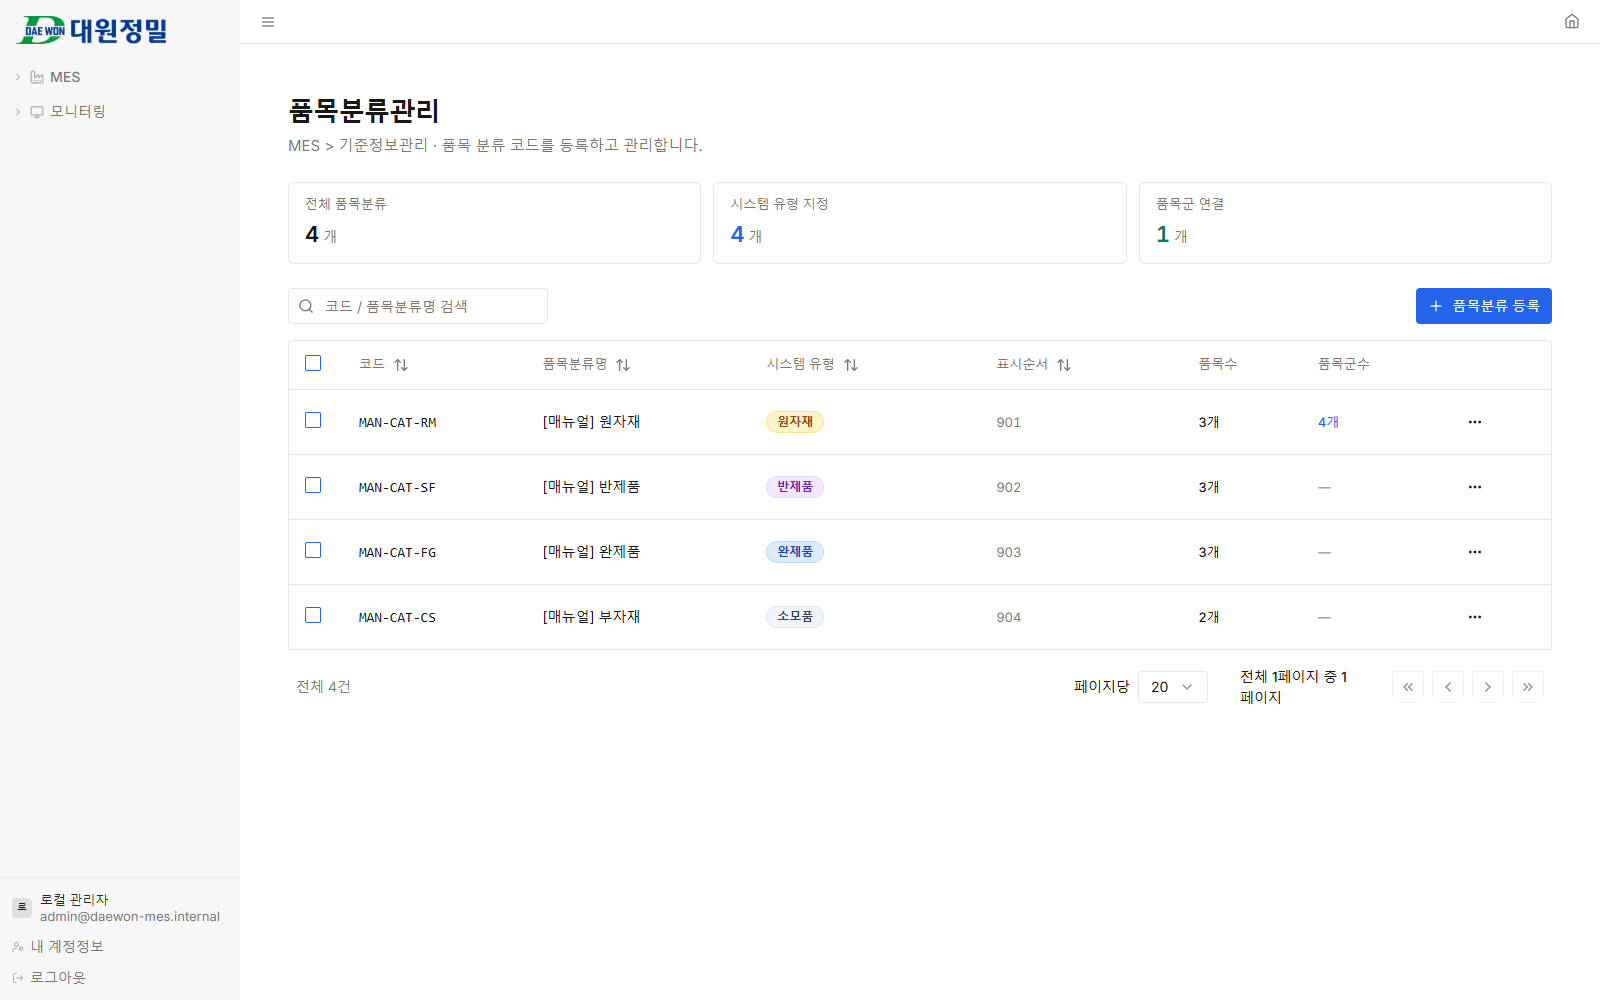 DAE WON 대원정밀
MES
모니터링
품목분류관리
MES > 기준정보관리 · 품목 분류 코드를 등록하고 관리합니다.
전체 품목분류
4 개
시스템 유형 지정
4 개
품목군 연결
1 개
코드 / 품목분류명 검색
품목분류 등록
코드 품목분류명 시스템 유형 표시순서 품목수 품목군수
MAN-CAT-RM [매뉴얼] 원자재 원자재 901 3개 4개 ···
MAN-CAT-SF [매뉴얼] 반제품 반제품 902 3개 — ···
MAN-CAT-FG [매뉴얼] 완제품 완제품 903 3개 — ···
MAN-CAT-CS [매뉴얼] 부자재 소모품 904 2개 — ···
전체 4건
페이지당 20
전체 1페이지 중 1
페이지
로
로컬 관리자
admin@daewon-mes.internal
내 계정정보
로그아웃